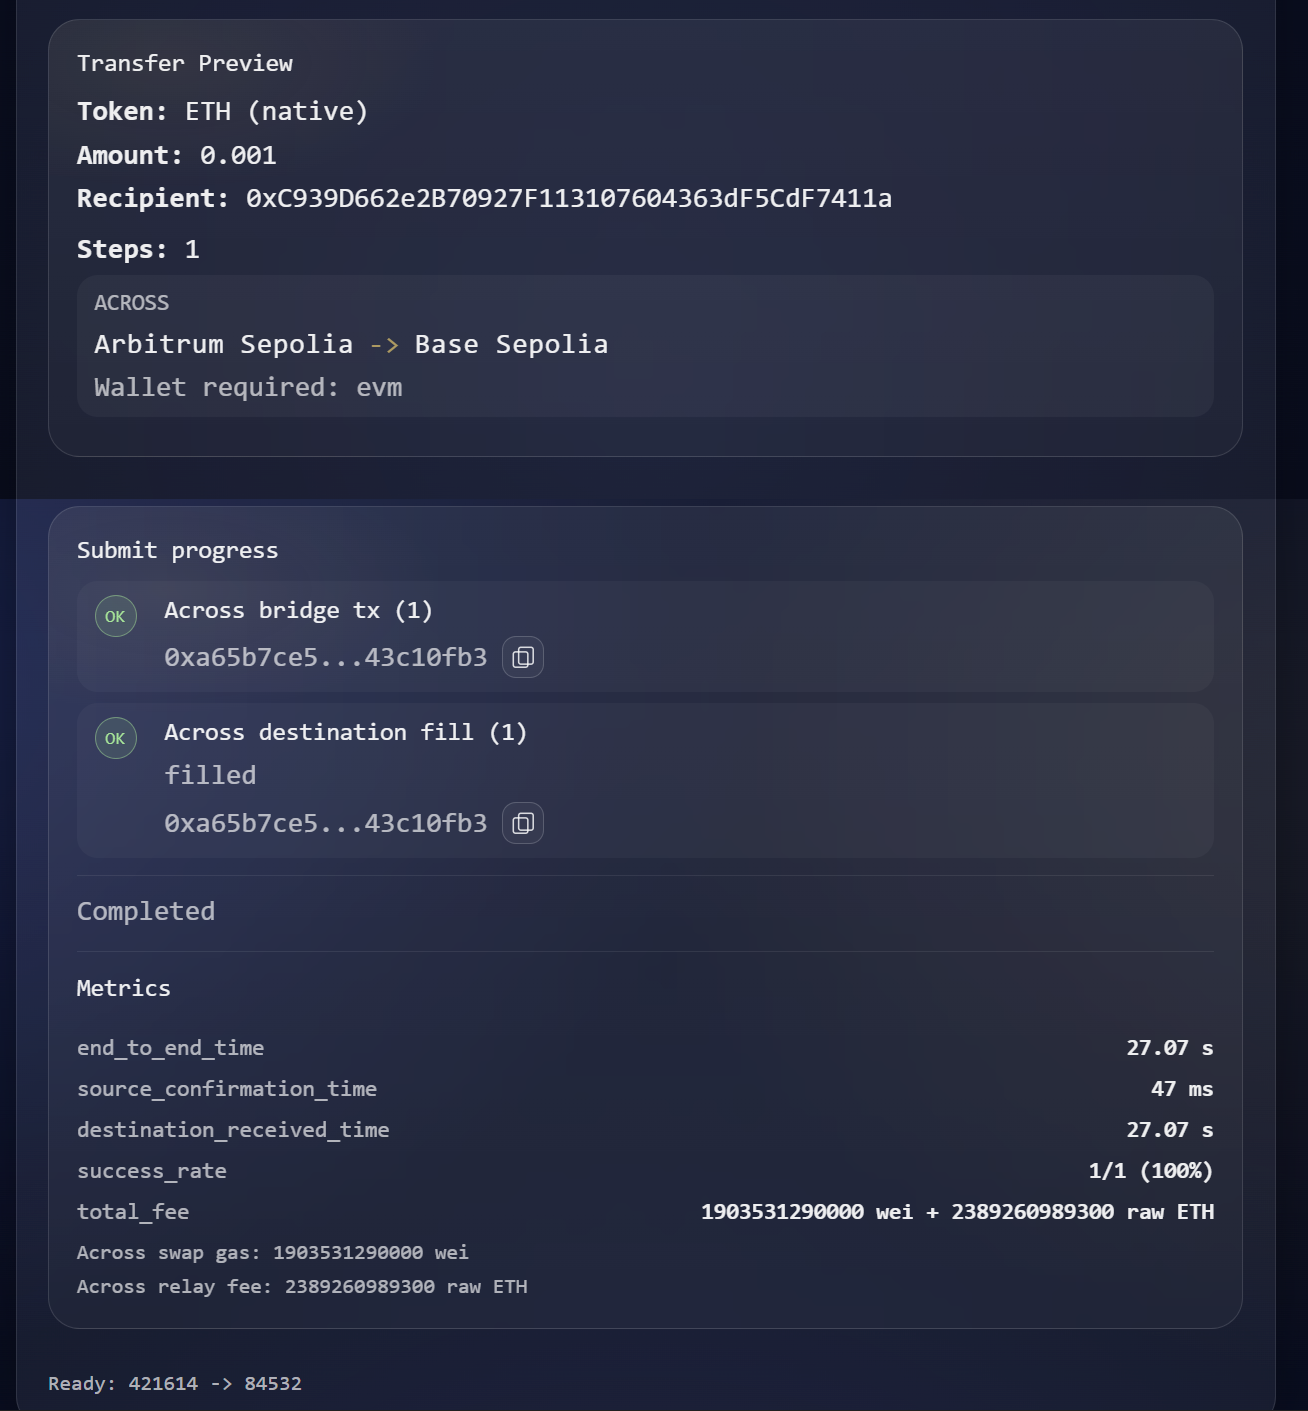 Transfer Preview
Token: ETH (native)
Amount: 0.001
Recipient: 0xC939D662e2B70927F113107604363dF5CdF7411a
Steps: 1
ACROSS
Arbitrum Sepolia -> Base Sepolia
Wallet required: evm
Submit progress
OK Across bridge tx (1)
0xa65b7ce5...43c10fb3
OK Across destination fill (1)
filled
0xa65b7ce5...43c10fb3
Completed
Metrics
end_to_end_time 27.07 s
source_confirmation_time 47 ms
destination_received_time 27.07 s
success_rate 1/1 (100%)
total_fee 1903531290000 wei + 2389260989300 raw ETH
Across swap gas: 1903531290000 wei
Across relay fee: 2389260989300 raw ETH
Ready: 421614 -> 84532